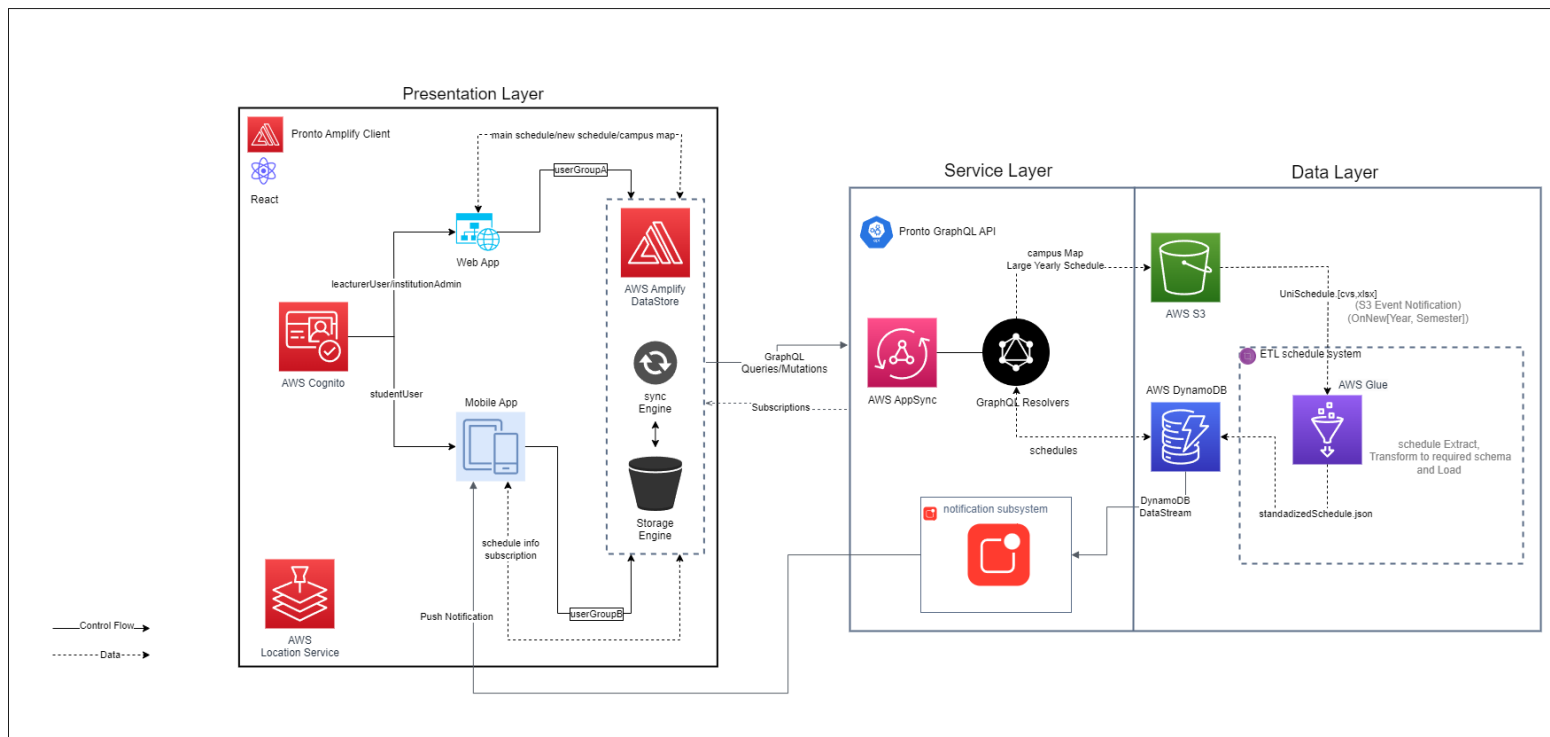 Presentation Layer
Pronto Amplify Client
React
main schedule/new schedule/campus map
userGroupA
Web App
leacturerUser/institutionAdmin
AWS Amplify
DataStore
AWS Cognito
studentUser
sync
Engine
Mobile App
Storage
Engine
schedule info
subscription
userGroupB
Push Notification
AWS
Location Service
Control Flow
Data
GraphQL
Queries/Mutations
Subscriptions
Service Layer
Pronto GraphQL API
campus Map
Large Yearly Schedule
AWS AppSync
GraphQL Resolvers
schedules
notification subsystem
Data Layer
AWS S3
UniSchedule.[cvs,xlsx]
(S3 Event Notification)
(OnNew[Year, Semester])
ETL schedule system
AWS DynamoDB
AWS Glue
schedule Extract,
Transform to required schema
and Load
DynamoDB
DataStream
standadizedSchedule.json